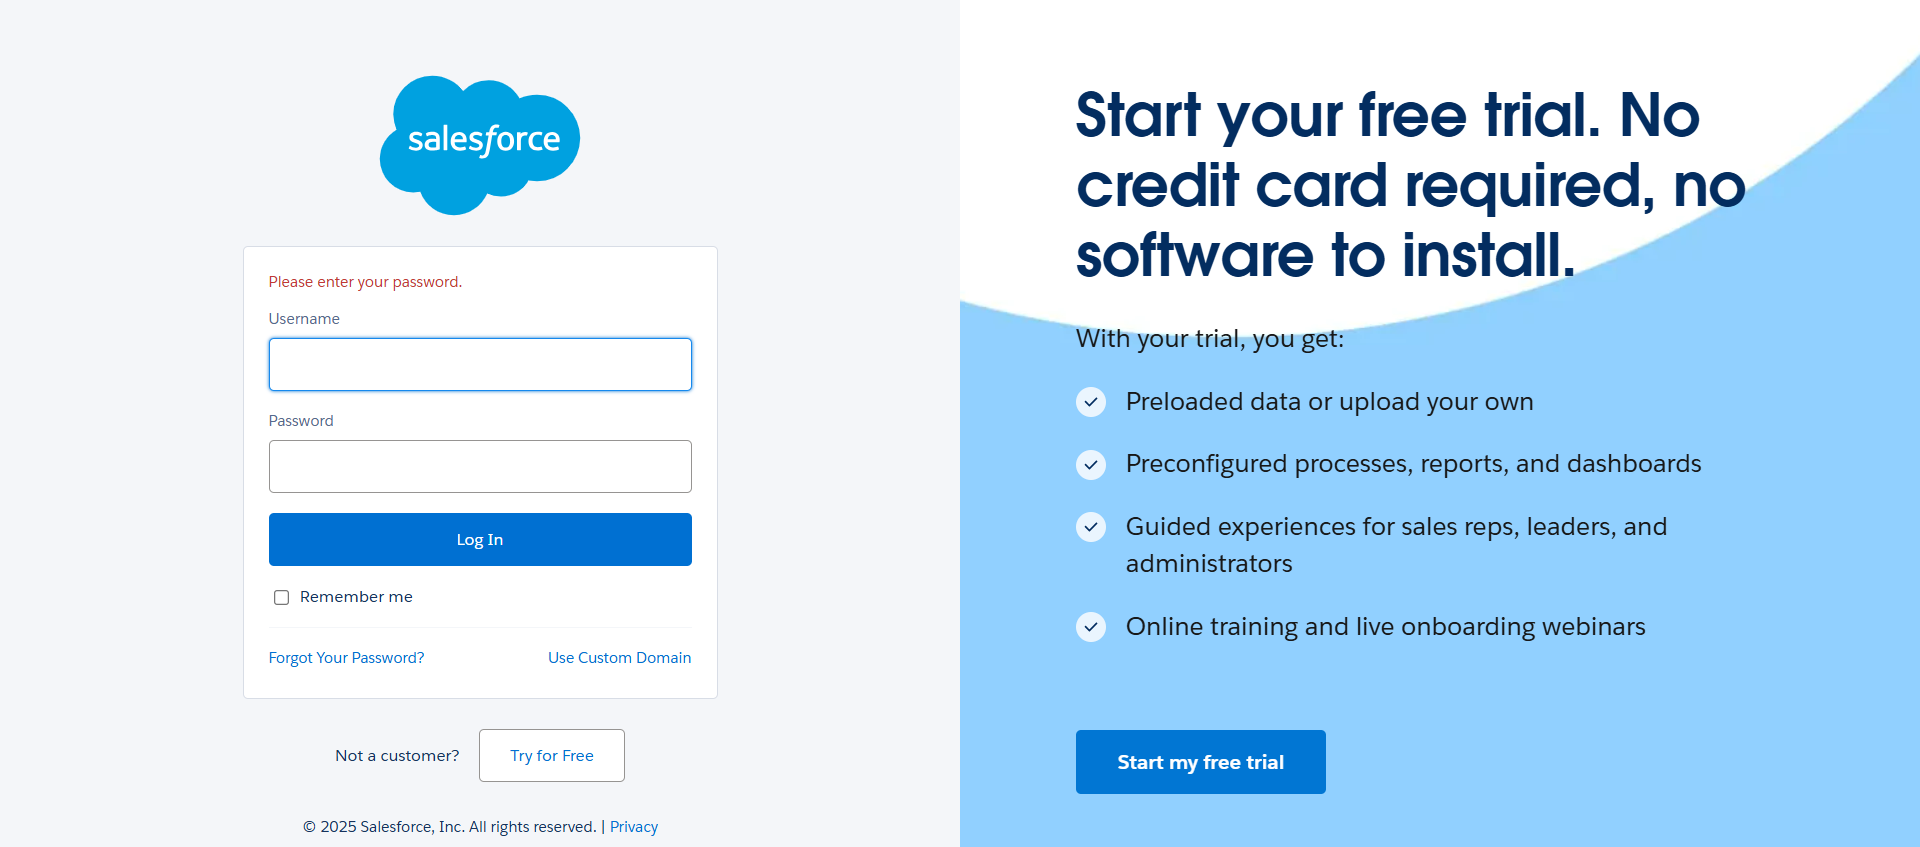 salesforce
Please enter your password.
Username
Password
Log In
Remember me
Forgot Your Password?
Use Custom Domain
Not a customer?
Try for Free
© 2025 Salesforce, Inc. All rights reserved. | Privacy
Start your free trial. No
credit card required, no
software to install.
With your trial, you get:
Preloaded data or upload your own
Preconfigured processes, reports, and dashboards
Guided experiences for sales reps, leaders, and
administrators
Online training and live onboarding webinars
Start my free trial